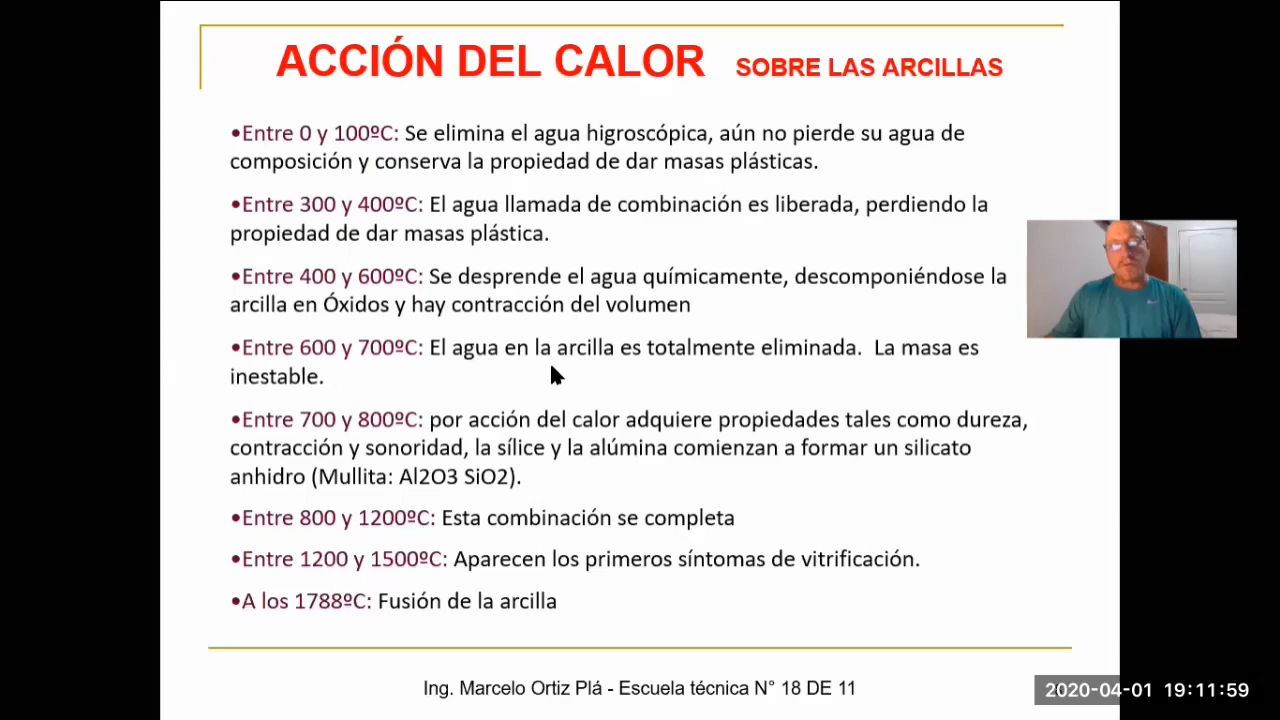 ACCIÓN DEL CALOR SOBRE LAS ARCILLAS
•Entre 0 y 100ºC: Se elimina el agua higroscópica, aún no pierde su agua de
composición y conserva la propiedad de dar masas plásticas.
•Entre 300 y 400ºC: El agua llamada de combinación es liberada, perdiendo la
propiedad de dar masas plástica.
•Entre 400 y 600ºC: Se desprende el agua químicamente, descomponiéndose la
arcilla en Óxidos y hay contracción del volumen
•Entre 600 y 700ºC: El agua en la arcilla es totalmente eliminada.  La masa es
inestable.
•Entre 700 y 800ºC: por acción del calor adquiere propiedades tales como dureza,
contracción y sonoridad, la sílice y la alúmina comienzan a formar un silicato
anhidro (Mullita: Al2O3 SiO2).
•Entre 800 y 1200ºC: Esta combinación se completa
•Entre 1200 y 1500ºC: Aparecen los primeros síntomas de vitrificación.
•A los 1788ºC: Fusión de la arcilla
Ing. Marcelo Ortiz Plá - Escuela técnica N° 18 DE 11
2020-04-01 19:11:59